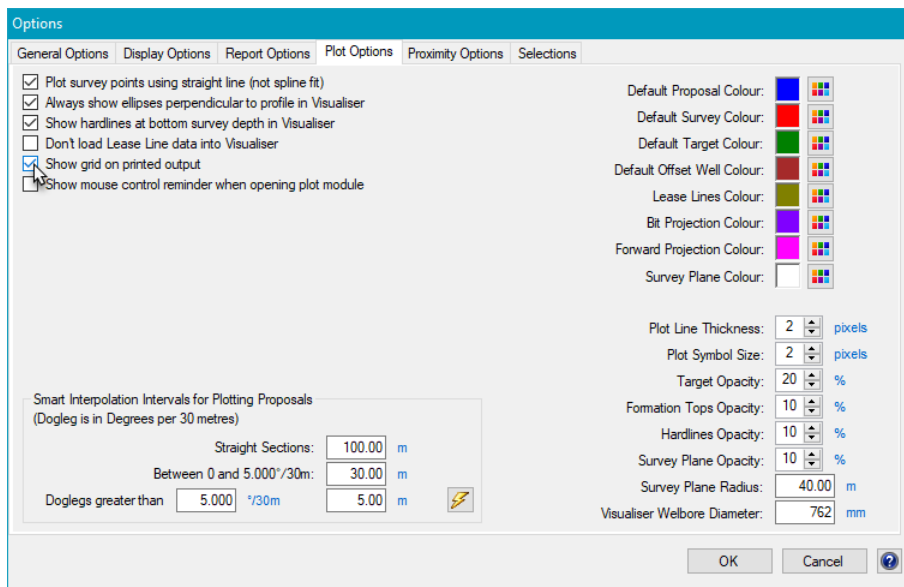 Options
General Options Display Options Report Options Plot Options Proximity Options Selections
Plot survey points using straight line (not spline fit)
Always show ellipses perpendicular to profile in Visualiser
Show hardlines at bottom survey depth in Visualiser
Don't load Lease Line data into Visualiser
Show grid on printed output
Show mouse control reminder when opening plot module
Default Proposal Colour:
Default Survey Colour:
Default Target Colour:
Default Offset Well Colour:
Lease Lines Colour:
Bit Projection Colour:
Forward Projection Colour:
Survey Plane Colour:
Plot Line Thickness: 2 pixels
Plot Symbol Size: 2 pixels
Target Opacity: 20 %
Formation Tops Opacity: 10 %
Hardlines Opacity: 10 %
Survey Plane Opacity: 10 %
Survey Plane Radius: 40.00 m
Visualiser Welbore Diameter: 762 mm
Smart Interpolation Intervals for Plotting Proposals
(Dogleg is in Degrees per 30 metres)
Straight Sections: 100.00 m
Between 0 and 5.000°/30m: 30.00 m
Doglegs greater than 5.000 °/30m 5.00 m
OK Cancel ?